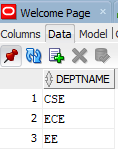 Welcome Page
Columns Data Model
DEPTNAME
1 CSE
2 ECE
3 EE